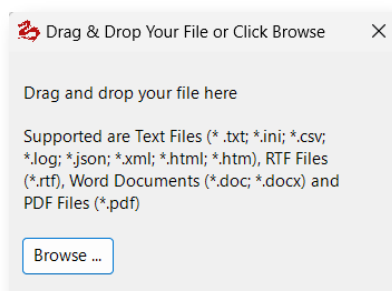 Drag & Drop Your File or Click Browse
Drag and drop your file here
Supported are Text Files (* .txt; *.ini; *.csv;
*.log; *.json; *.xml; *.html; *.htm), RTF Files
(*.rtf), Word Documents (*.doc; *.docx) and
PDF Files (*.pdf)
Browse ...